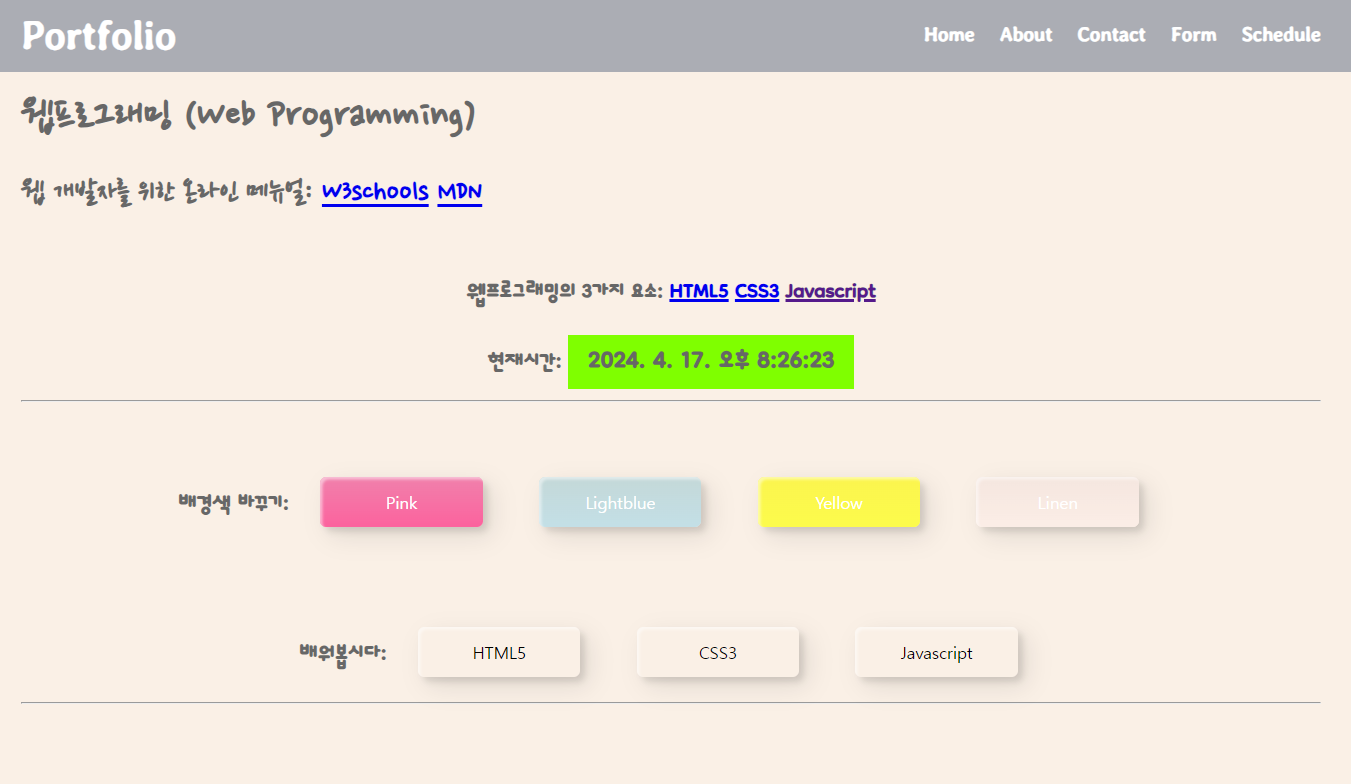 Portfolio Home About Contact Form Schedule
웹프로그래밍 (Web Programming)
웹 개발자를 위한 온라인 메뉴얼: W3Schools MDN
웹프로그래밍의 3가지 요소: HTML5 CSS3 Javascript
현재시간: 2024. 4. 17. 오후 8:26:23
배경색 바꾸기: Pink Lightblue Yellow Linen
배워봅시다: HTML5 CSS3 Javascript